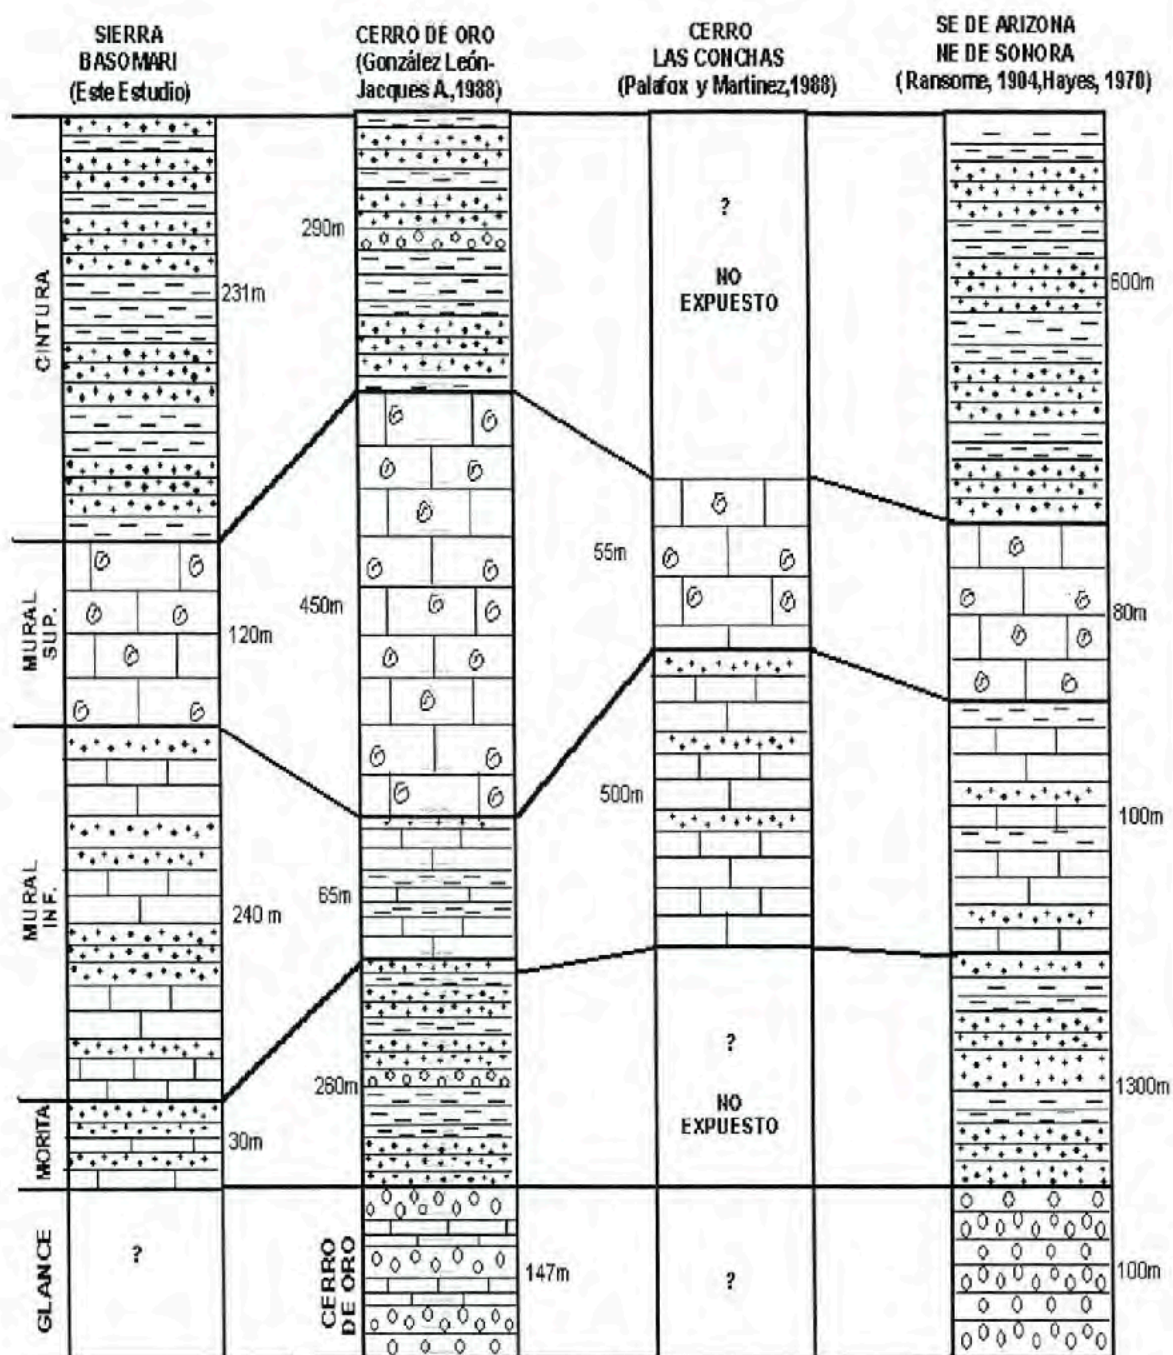 SIERRA
BASOMARI
(Este Estudio)
CERRO DE ORO
(González León-
Jacques A.,1988)
CERRO
LAS CONCHAS
(Palafox y Martinez,1988)
SE DE ARIZONA
NE DE SONORA
( Ransome, 1904,Hayes, 1970)
CINTURA
231m
290m
?
NO
EXPUESTO
600m
MURAL
SUP.
120m
450m
55m
80m
MURAL
INF.
240 m
65m
500m
100m
MORITA
30m
260m
?
NO
EXPUESTO
1300m
GLANCE
?
CERRO
DE ORO
147m
?
100m